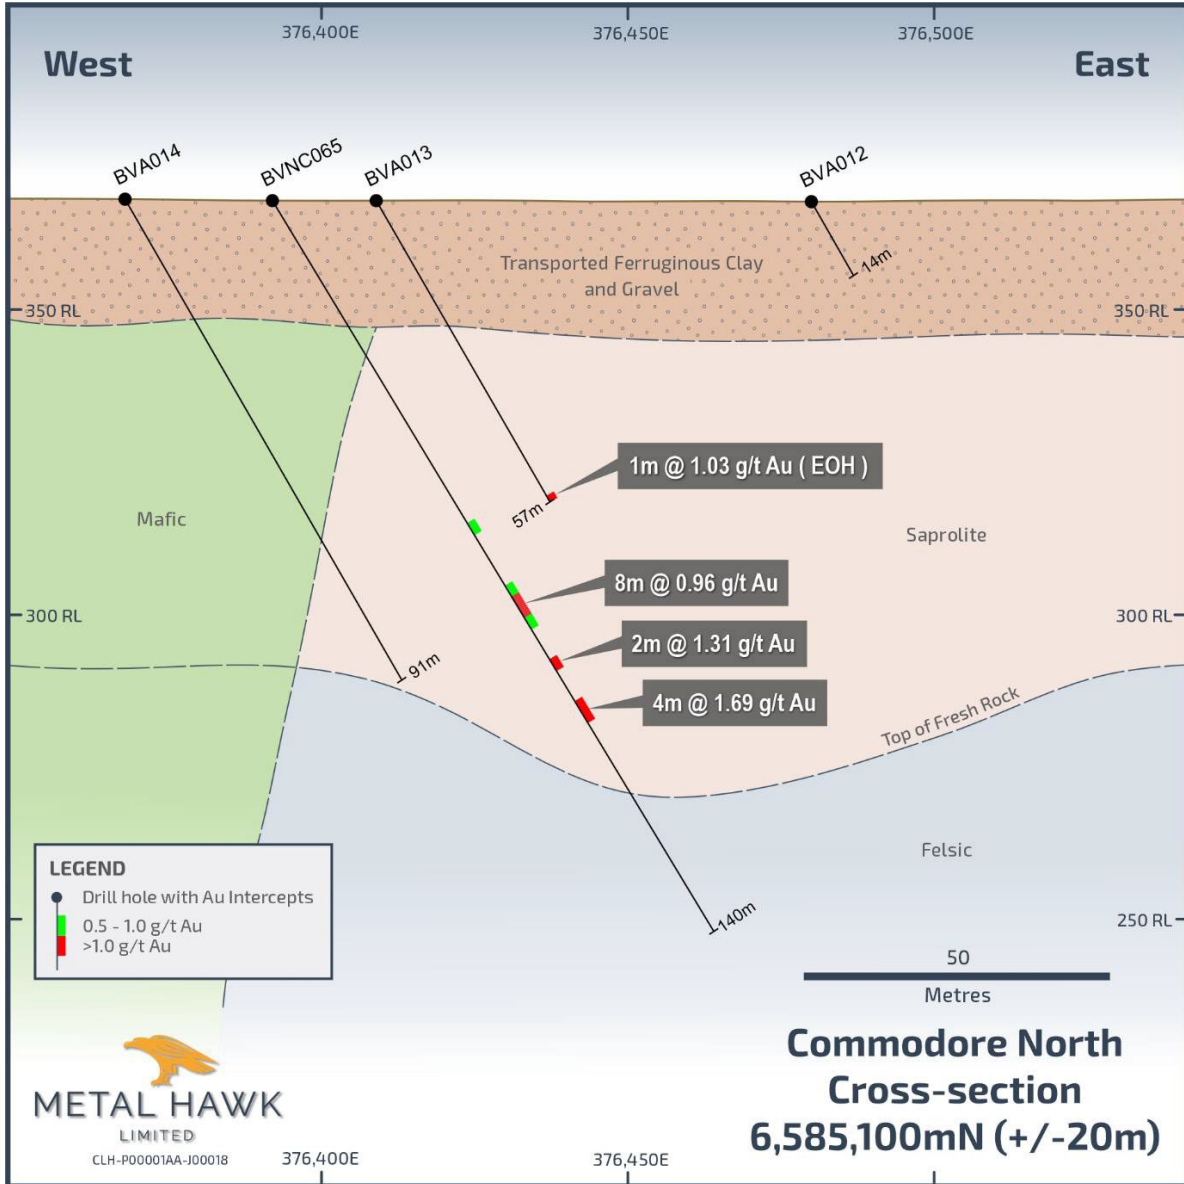 376,400E
376,450E
376,500E
West
East
BVA014
BVNC065
BVA013
BVA012
14m
Transported Ferruginous Clay
and Gravel
350 RL
350 RL
1m @ 1.03 g/t Au ( EOH )
57m
Mafic
Saprolite
8m @ 0.96 g/t Au
300 RL
300 RL
2m @ 1.31 g/t Au
91m
4m @ 1.69 g/t Au
Top of Fresh Rock
Felsic
LEGEND
Drill hole with Au Intercepts
0.5 - 1.0 g/t Au
>1.0 g/t Au
140m
250 RL
50
Metres
Commodore North
Cross-section
6,585,100mN (+/-20m)
METAL HAWK
LIMITED
CLH-P00001AA-J00018
376,400E
376,450E